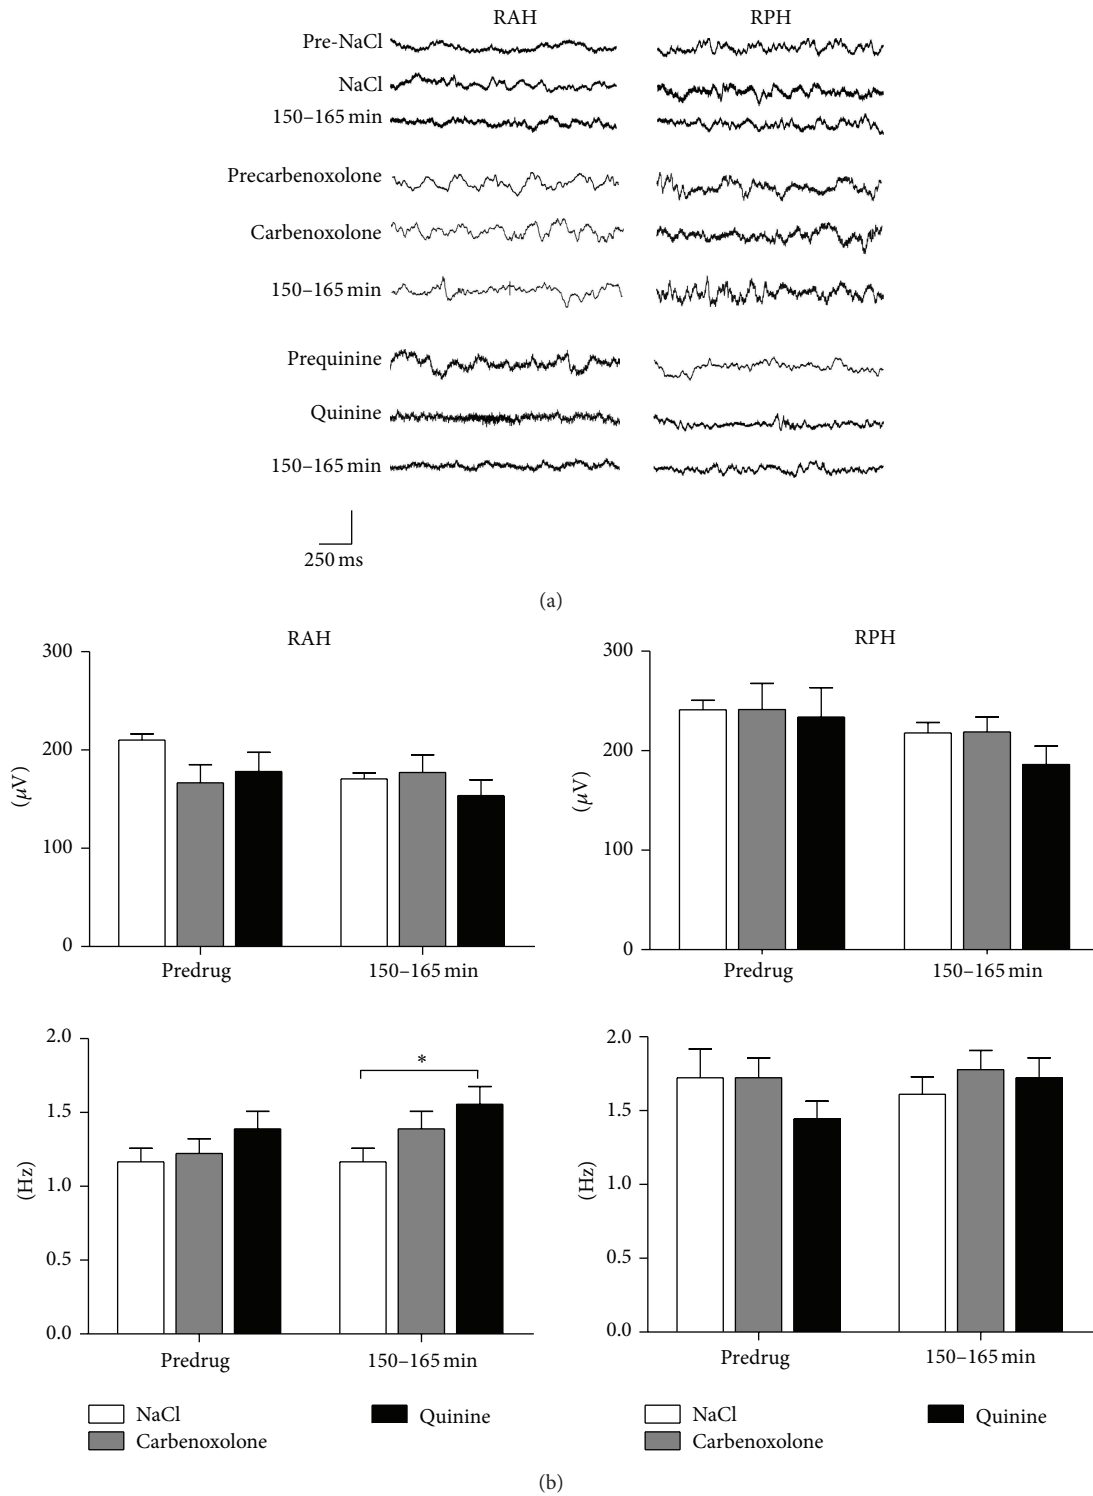 RAH RPH
Pre-NaCl
NaCl
150–165 min
Precarbenoxolone
Carbenoxolone
150–165 min
Prequinine
Quinine
150–165 min
250 ms
(a)
RAH
300
200
100
0
(μV)
Predrug 150–165 min
RPH
300
200
100
0
(μV)
Predrug 150–165 min
2.0
1.5
1.0
0.5
0.0
(Hz)
*
Predrug 150–165 min
NaCl Quinine
Carbenoxolone
2.0
1.5
1.0
0.5
0.0
(Hz)
Predrug 150–165 min
NaCl Quinine
Carbenoxolone
(b)